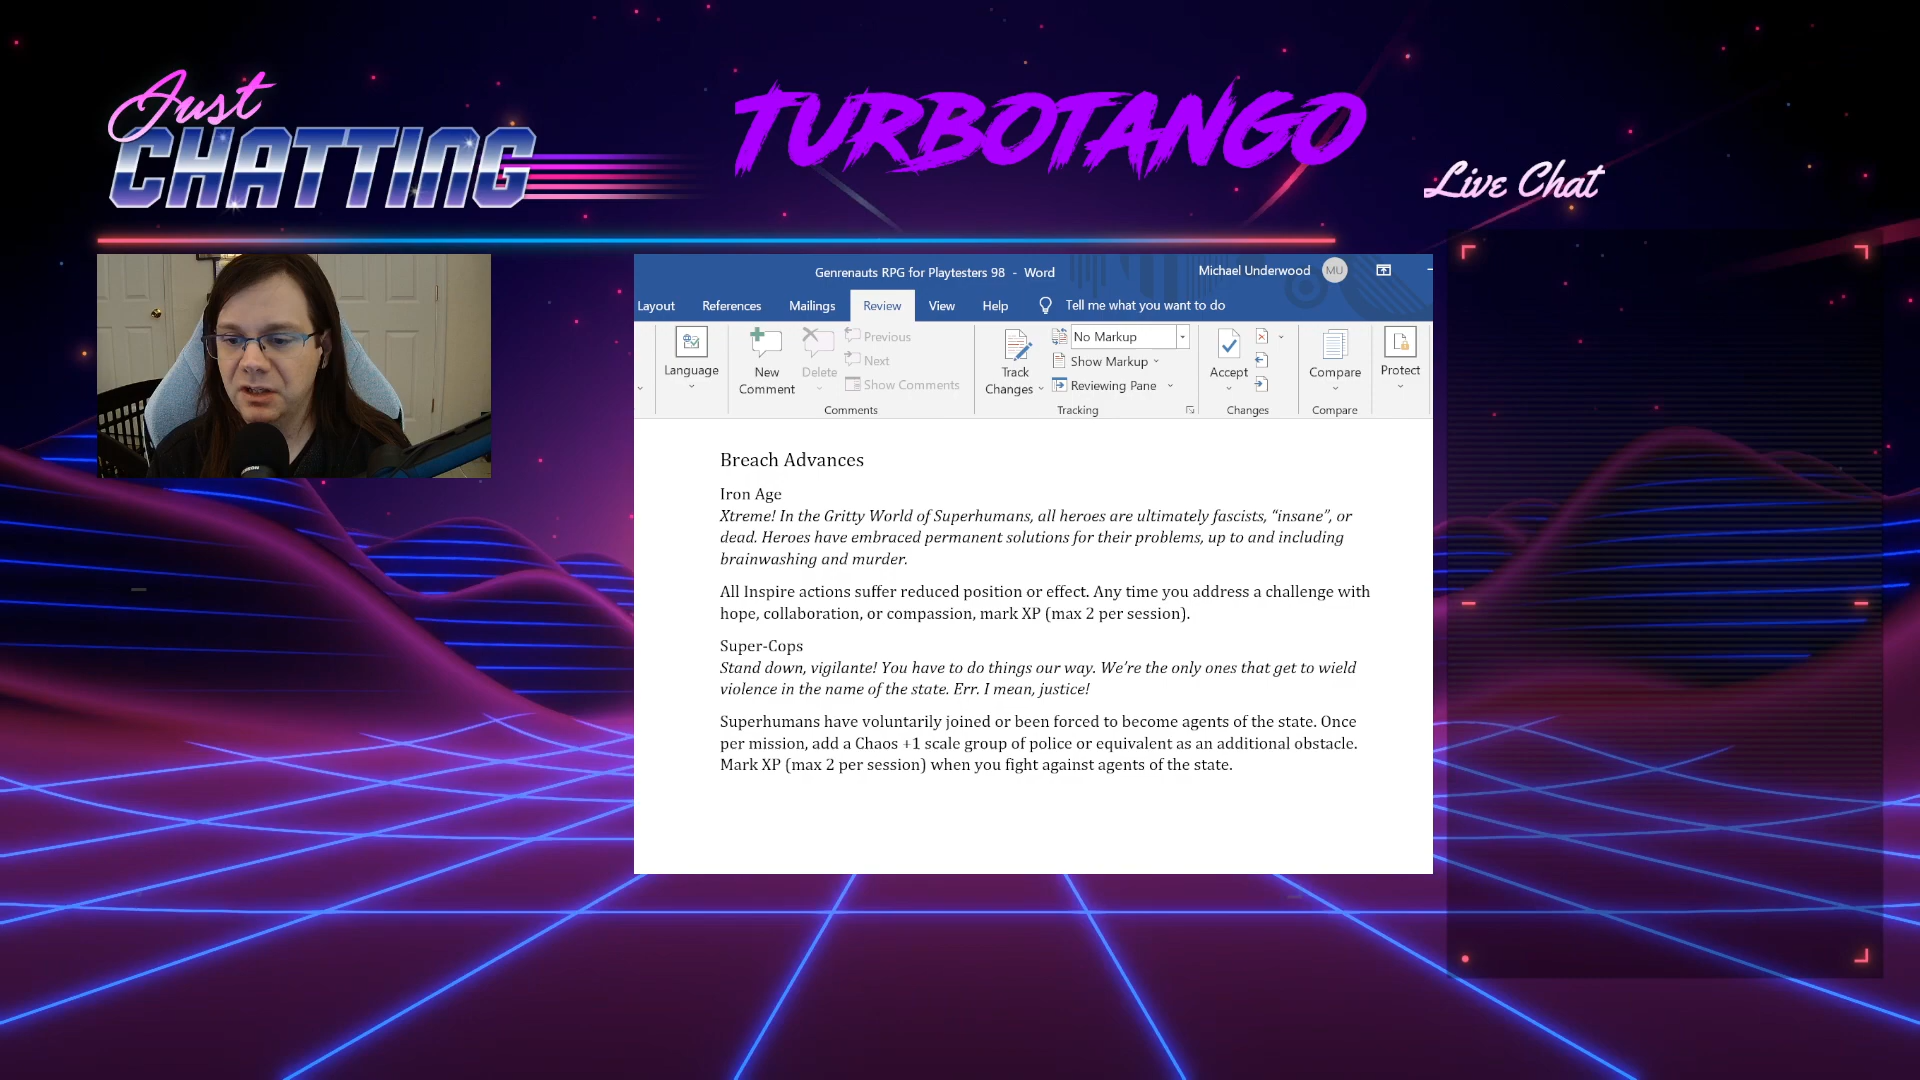 Just
CHATTING
TURBOTANGO
Live Chat
Genrenauts RPG for Playtesters 98 - Word
Michael Underwood MU
Layout References Mailings Review View Help Tell me what you want to do
Language
New
Comment
Delete
Previous
Next
Show Comments
Comments
Track
Changes
No Markup
Show Markup
Reviewing Pane
Tracking
Accept
Changes
Compare
Compare
Protect
Breach Advances
Iron Age
Xtreme! In the Gritty World of Superhumans, all heroes are ultimately fascists, “insane”, or
dead. Heroes have embraced permanent solutions for their problems, up to and including
brainwashing and murder.
All Inspire actions suffer reduced position or effect. Any time you address a challenge with
hope, collaboration, or compassion, mark XP (max 2 per session).
Super-Cops
Stand down, vigilante! You have to do things our way. We’re the only ones that get to wield
violence in the name of the state. Err. I mean, justice!
Superhumans have voluntarily joined or been forced to become agents of the state. Once
per mission, add a Chaos +1 scale group of police or equivalent as an additional obstacle.
Mark XP (max 2 per session) when you fight against agents of the state.